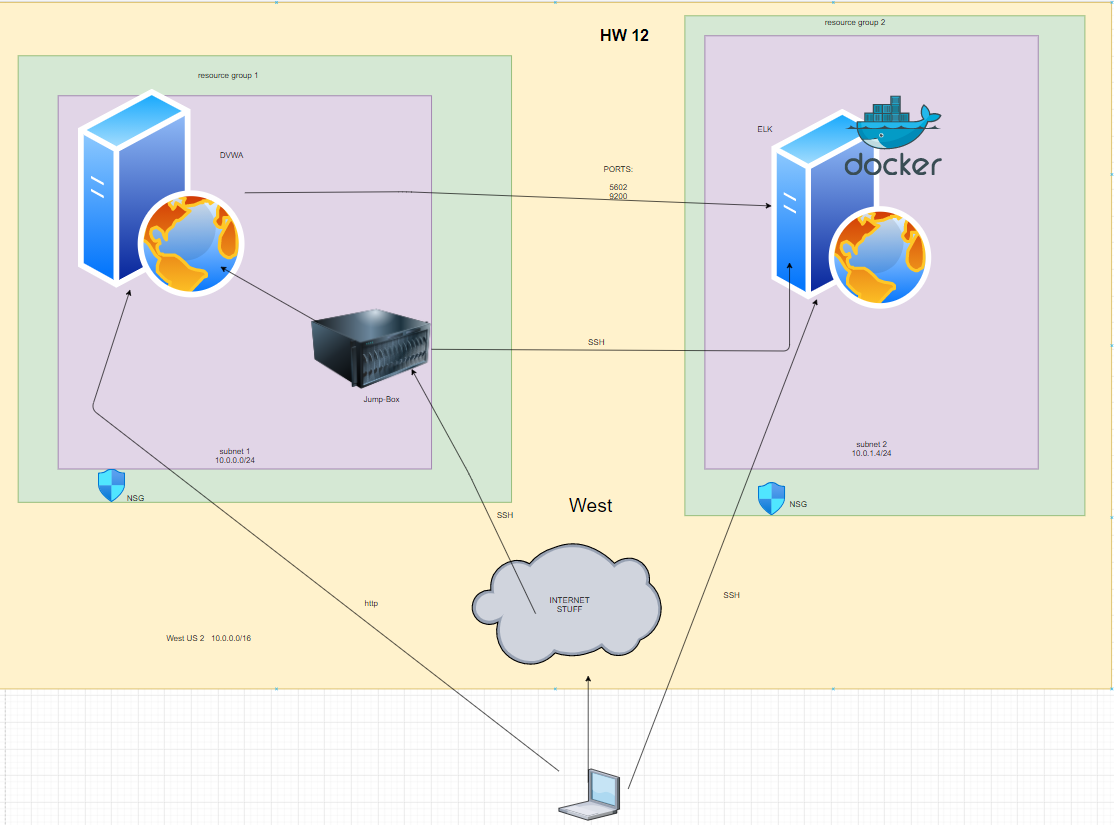 HW 12
resource group 1
resource group 2
DVWA
ELK
docker
PORTS:
5602
9200
SSH
Jump-Box
subnet 1
10.0.0.0/24
subnet 2
10.0.1.4/24
NSG
NSG
West
SSH
INTERNET
STUFF
SSH
http
West US 2 10.0.0.0/16